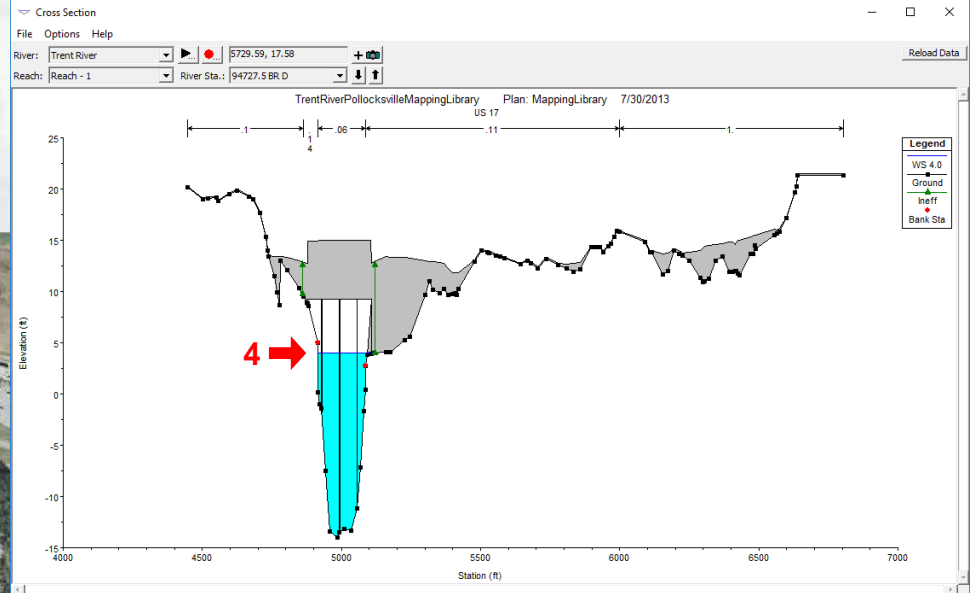 Cross Section
File Options Help
River: Trent River 5729.59, 17.58 Reload Data
Reach: Reach - 1 River Sta.: 94727.5 BR D
TrentRiverPollocksvilleMappingLibrary Plan: MappingLibrary 7/30/2013
US 17
.1 .14 .06 .11 1.
25
20
15
10
5
0
-5
-10
-15
Elevation (ft)
4
4000 4500 5000 5500 6000 6500 7000
Station (ft)
Legend
WS 4.0
Ground
Ineff
Bank Sta